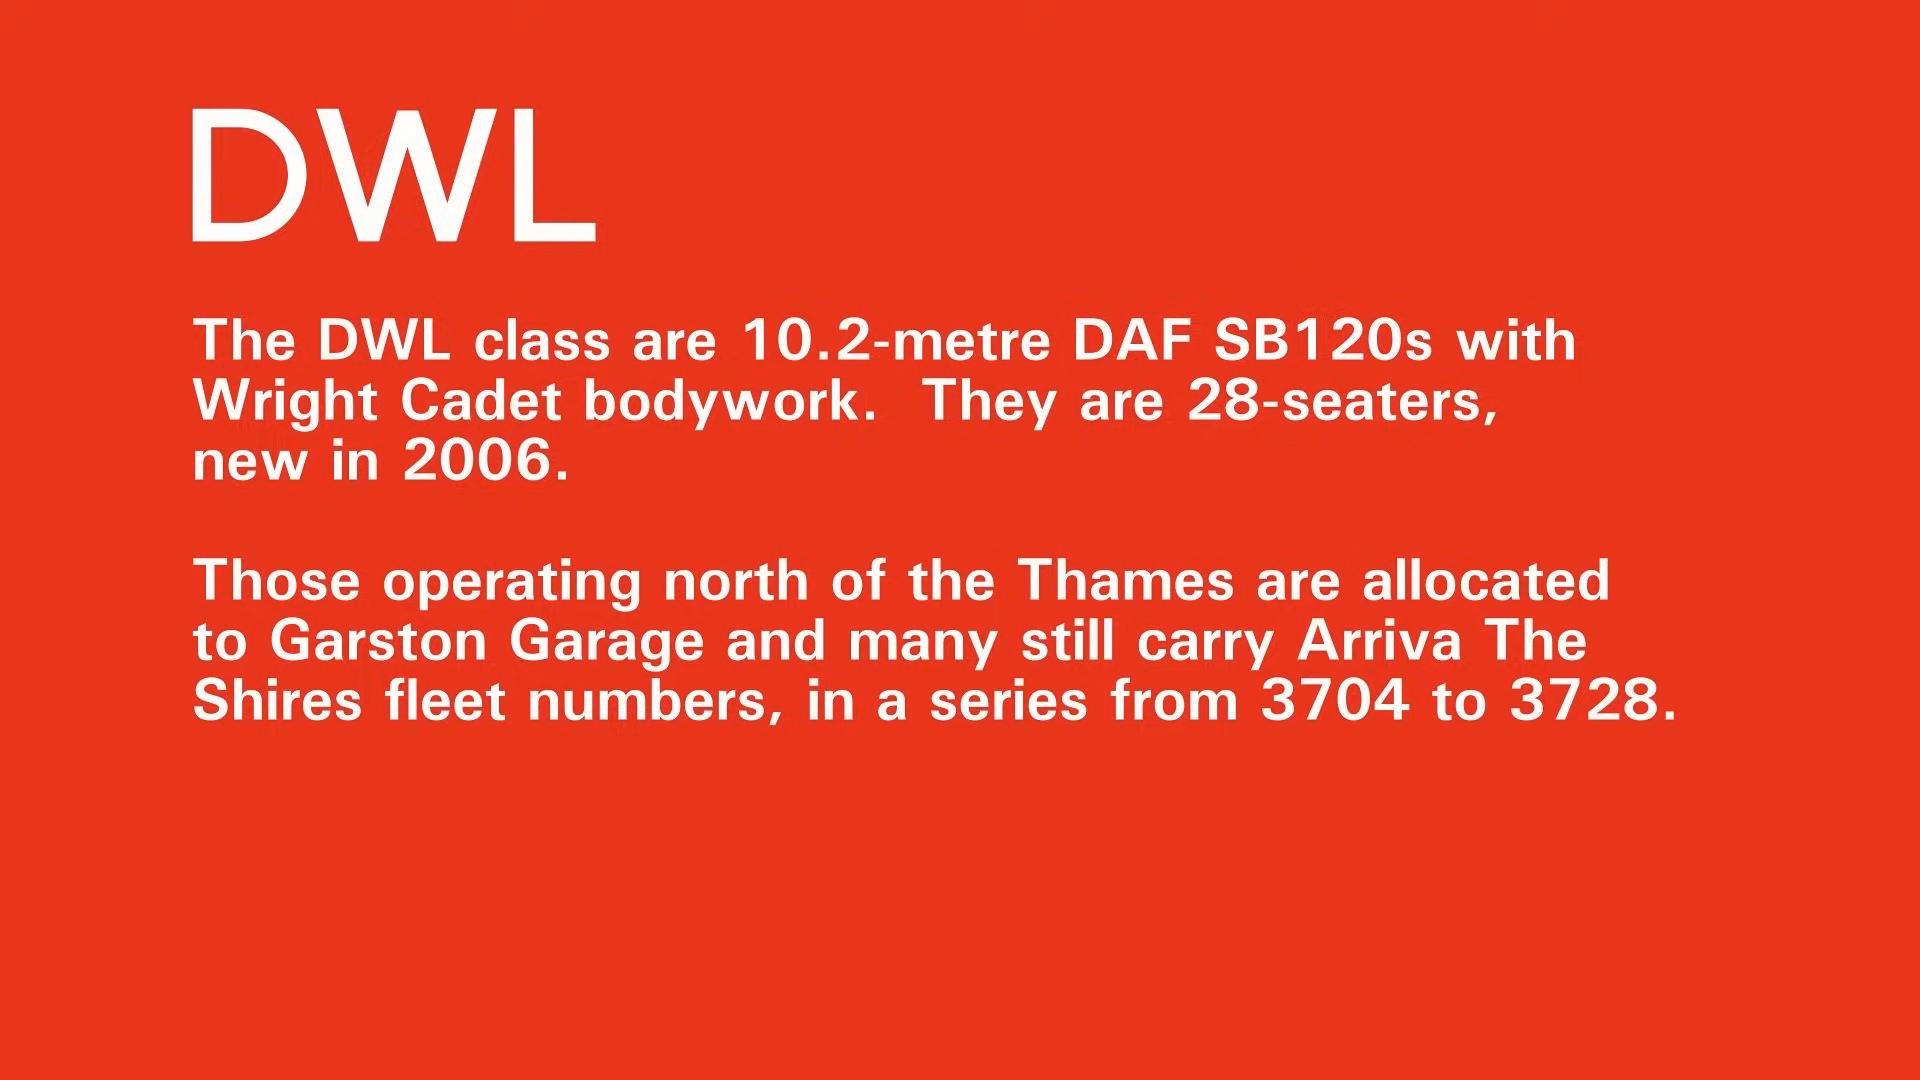 DWL
The DWL class are 10.2-metre DAF SB120s with
Wright Cadet bodywork.  They are 28-seaters,
new in 2006.
Those operating north of the Thames are allocated
to Garston Garage and many still carry Arriva The
Shires fleet numbers, in a series from 3704 to 3728.